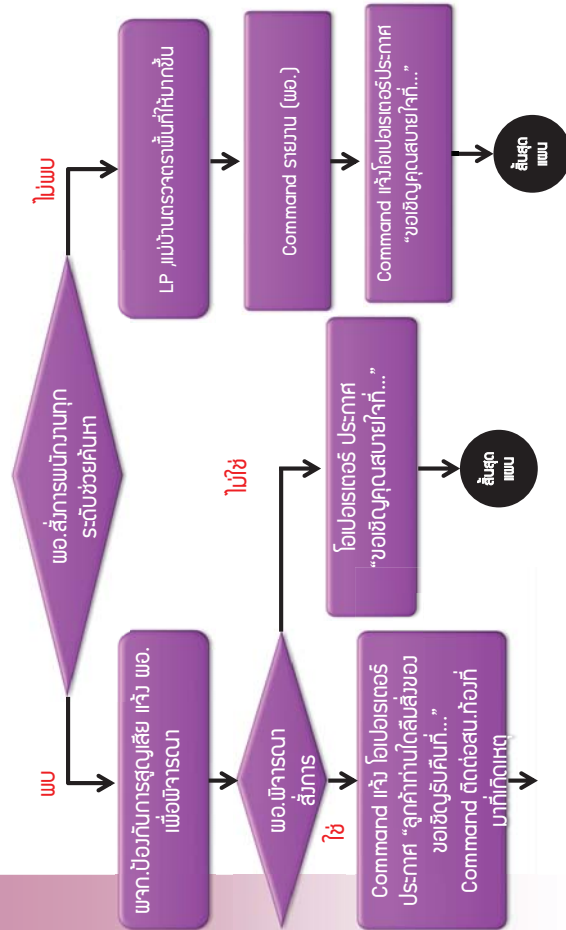 ผอ.สั่งการพนักงานทุก
ระดับช่วยค้นหา
พบ
ไม่พบ
ผจก.ป้องกันการสูญเสีย แจ้ง ผอ.
เพื่อพิจารณา
ผอ.พิจารณา
สั่งการ
ใช่
ไม่ใช่
Command แจ้ง โอเปอเรเตอร์
ประกาศ “ลูกค้าท่านใดลืมสิ่งของ
ขอเชิญรับคืนที่...”
Command ติดต่อสน.ท้องที่
มาที่เกิดเหตุ
โอเปอเรเตอร์ ประกาศ
“ขอเชิญคุณสบายใจที่...”
สิ้นสุด
แผน
LP ,แม่บ้านตรวจตราพื้นที่ให้มากขึ้น
Command รายงาน (ผอ.)
Command แจ้งโอเปอเรเตอร์ประกาศ
“ขอเชิญคุณสบายใจที่...”
สิ้นสุด
แผน